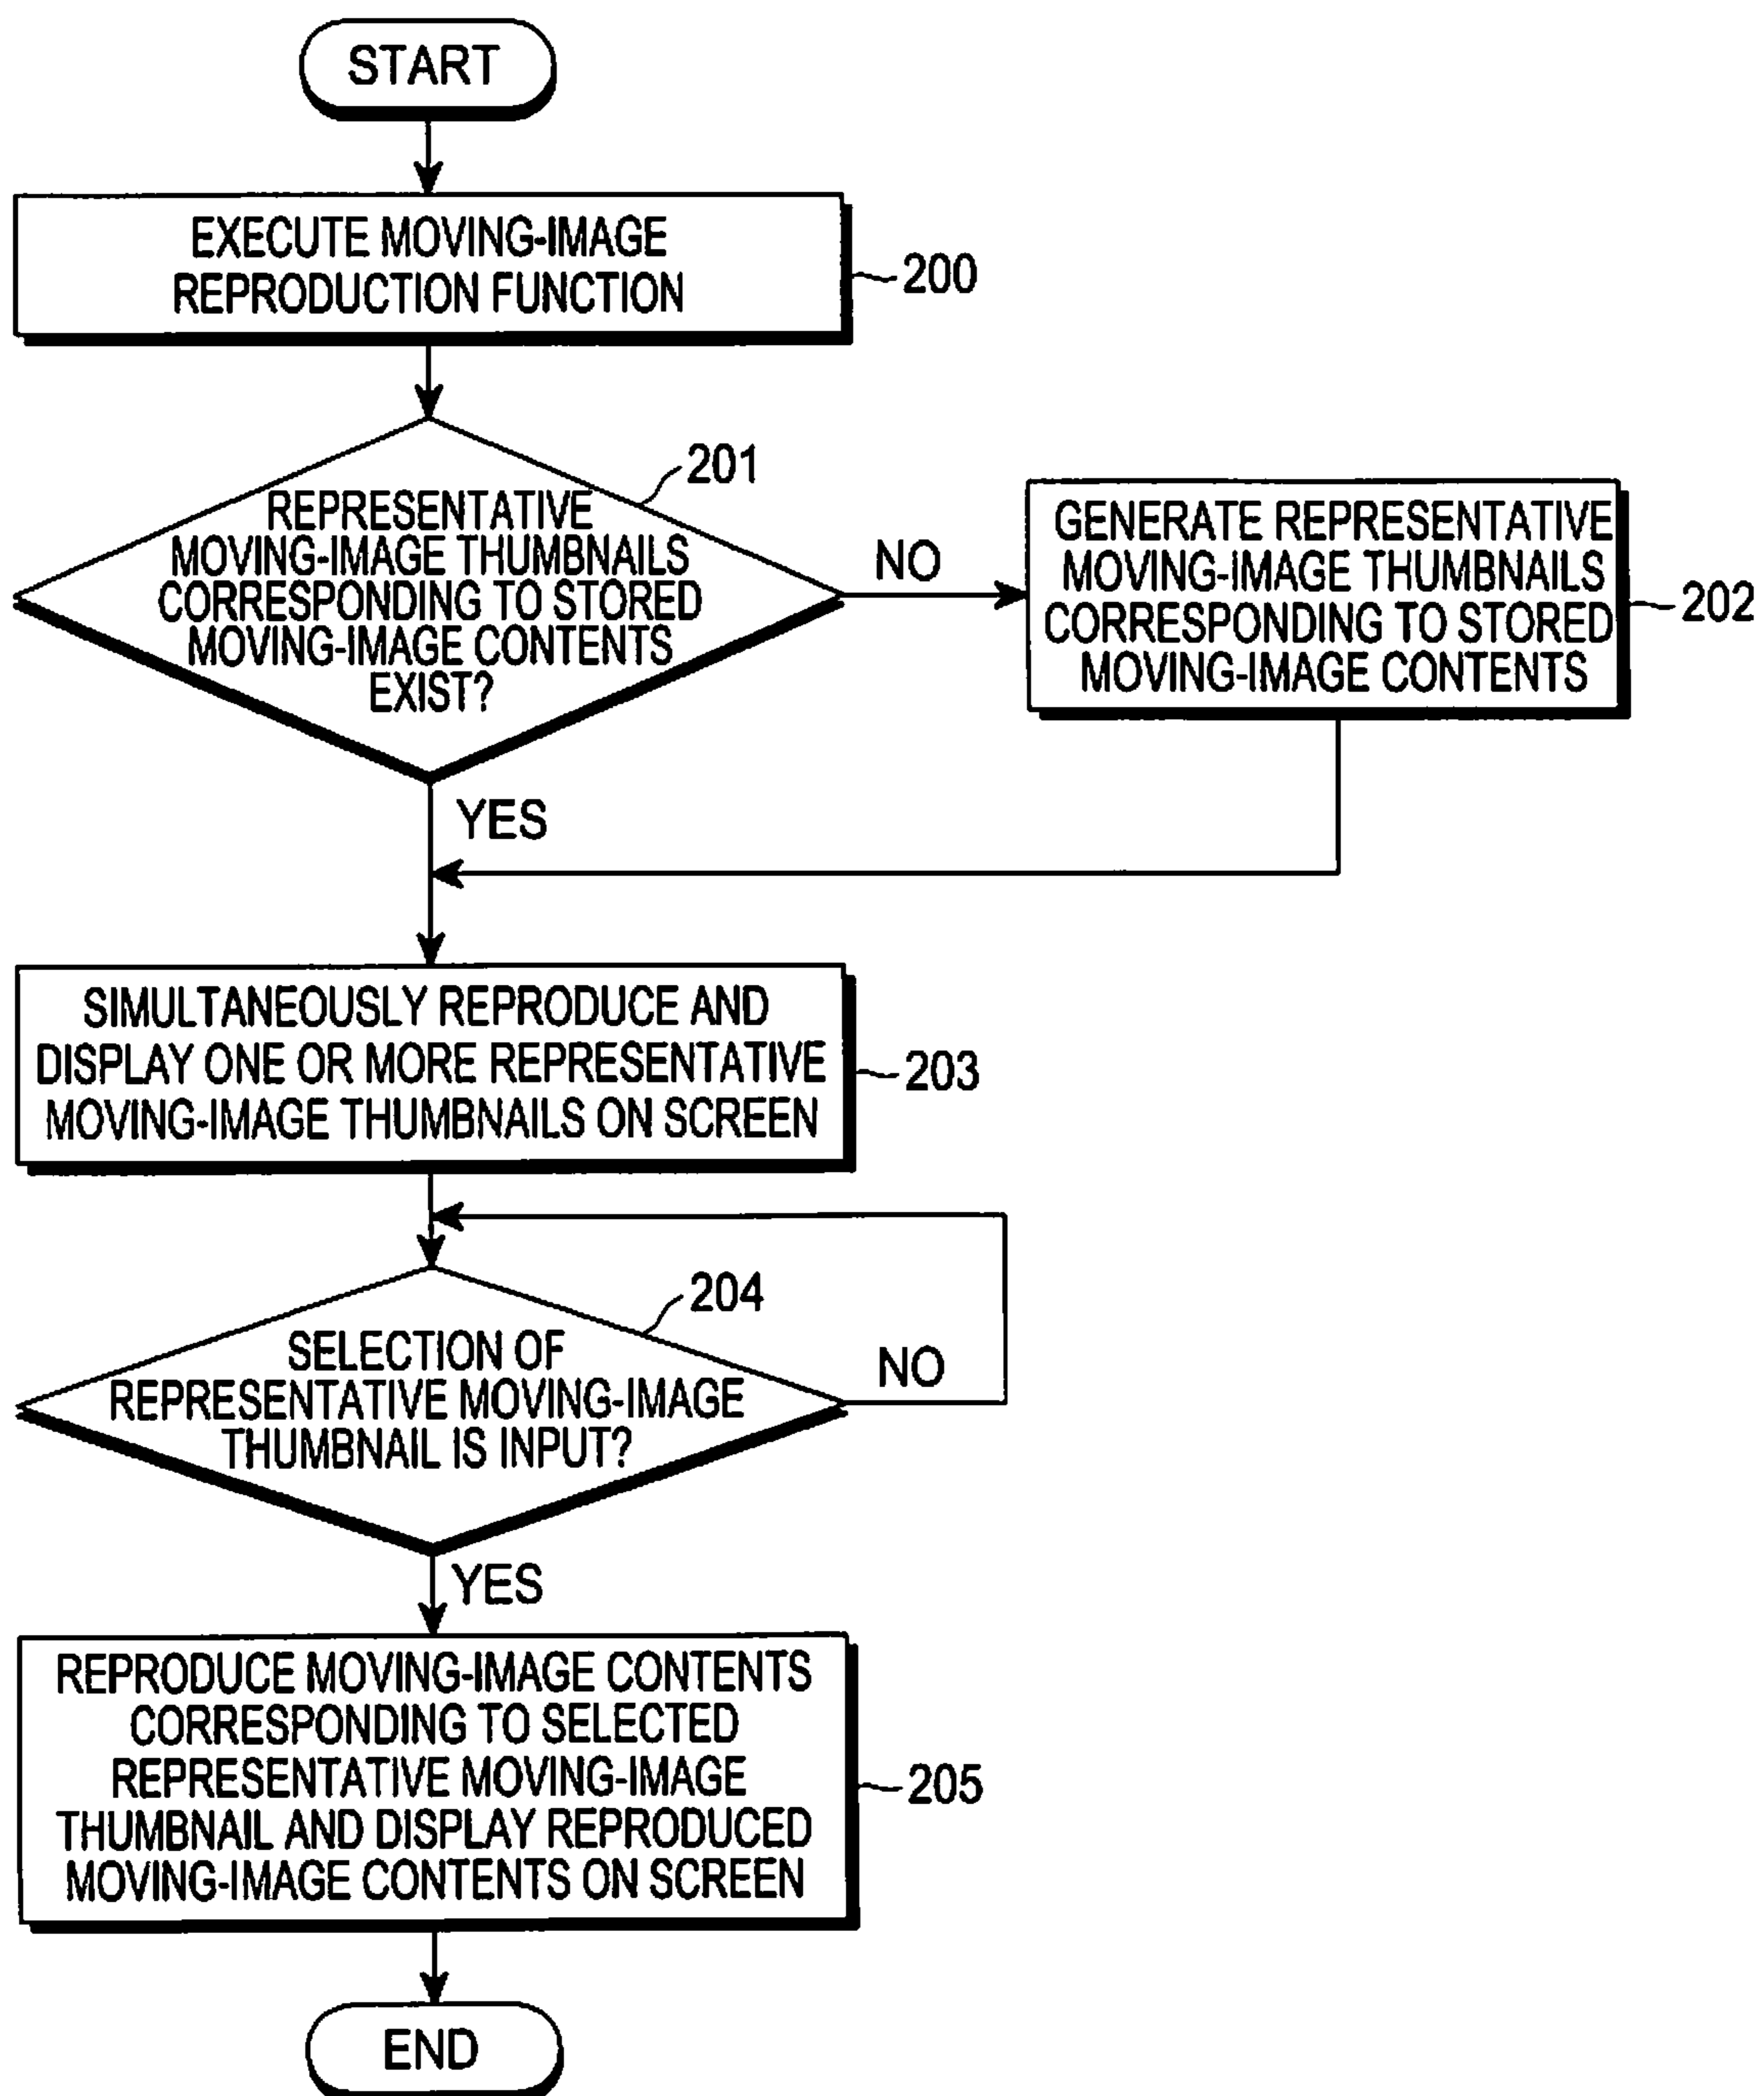 START
EXECUTE MOVING-IMAGE
REPRODUCTION FUNCTION
200
201
REPRESENTATIVE
MOVING-IMAGE THUMBNAILS
CORRESPONDING TO STORED
MOVING-IMAGE CONTENTS
EXIST?
NO
GENERATE REPRESENTATIVE
MOVING-IMAGE THUMBNAILS
CORRESPONDING TO STORED
MOVING-IMAGE CONTENTS
202
YES
SIMULTANEOUSLY REPRODUCE AND
DISPLAY ONE OR MORE REPRESENTATIVE
MOVING-IMAGE THUMBNAILS ON SCREEN
203
204
SELECTION OF
REPRESENTATIVE MOVING-IMAGE
THUMBNAIL IS INPUT?
NO
YES
REPRODUCE MOVING-IMAGE CONTENTS
CORRESPONDING TO SELECTED
REPRESENTATIVE MOVING-IMAGE
THUMBNAIL AND DISPLAY REPRODUCED
MOVING-IMAGE CONTENTS ON SCREEN
205
END